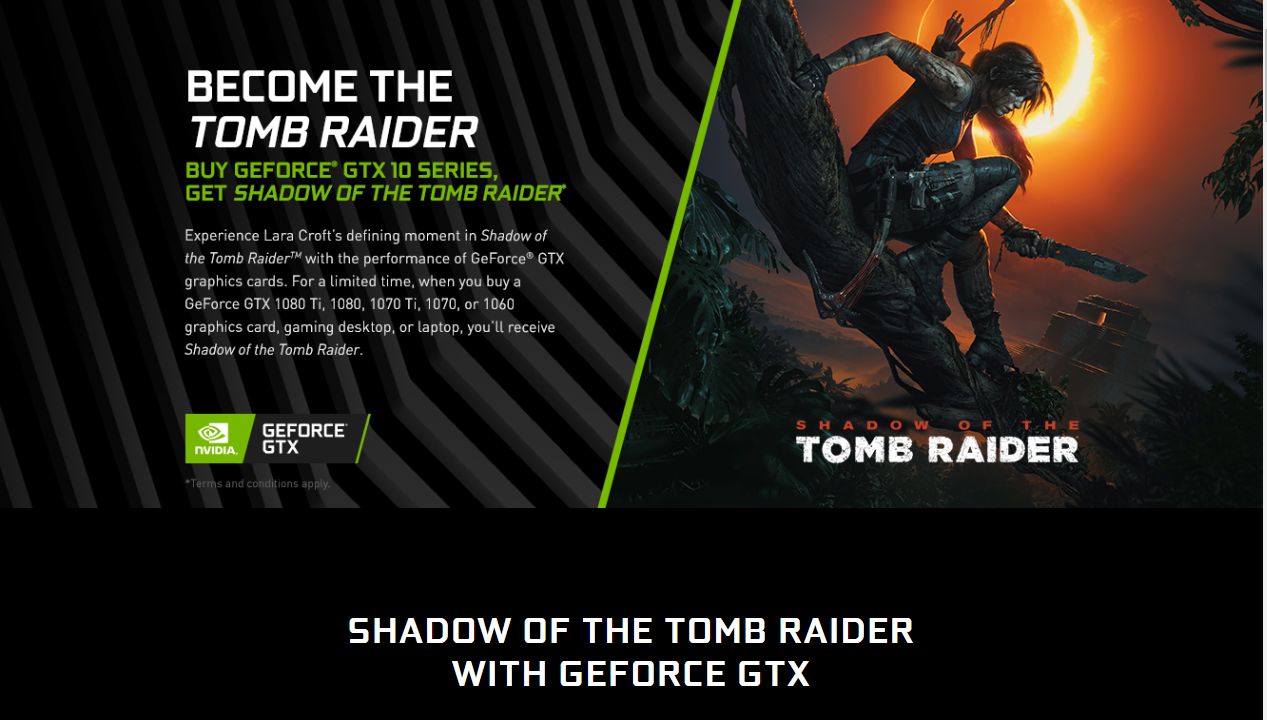 BECOME THE
TOMB RAIDER
BUY GEFORCE® GTX 10 SERIES,
GET SHADOW OF THE TOMB RAIDER*
Experience Lara Croft's defining moment in Shadow of
the Tomb Raider™ with the performance of GeForce® GTX
graphics cards. For a limited time, when you buy a
GeForce GTX 1080 Ti, 1080, 1070 Ti, 1070, or 1060
graphics card, gaming desktop, or laptop, you'll receive
Shadow of the Tomb Raider.
NVIDIA.
GEFORCE®
GTX
*Terms and conditions apply.
SHADOW OF THE
TOMB RAIDER
SHADOW OF THE TOMB RAIDER
WITH GEFORCE GTX